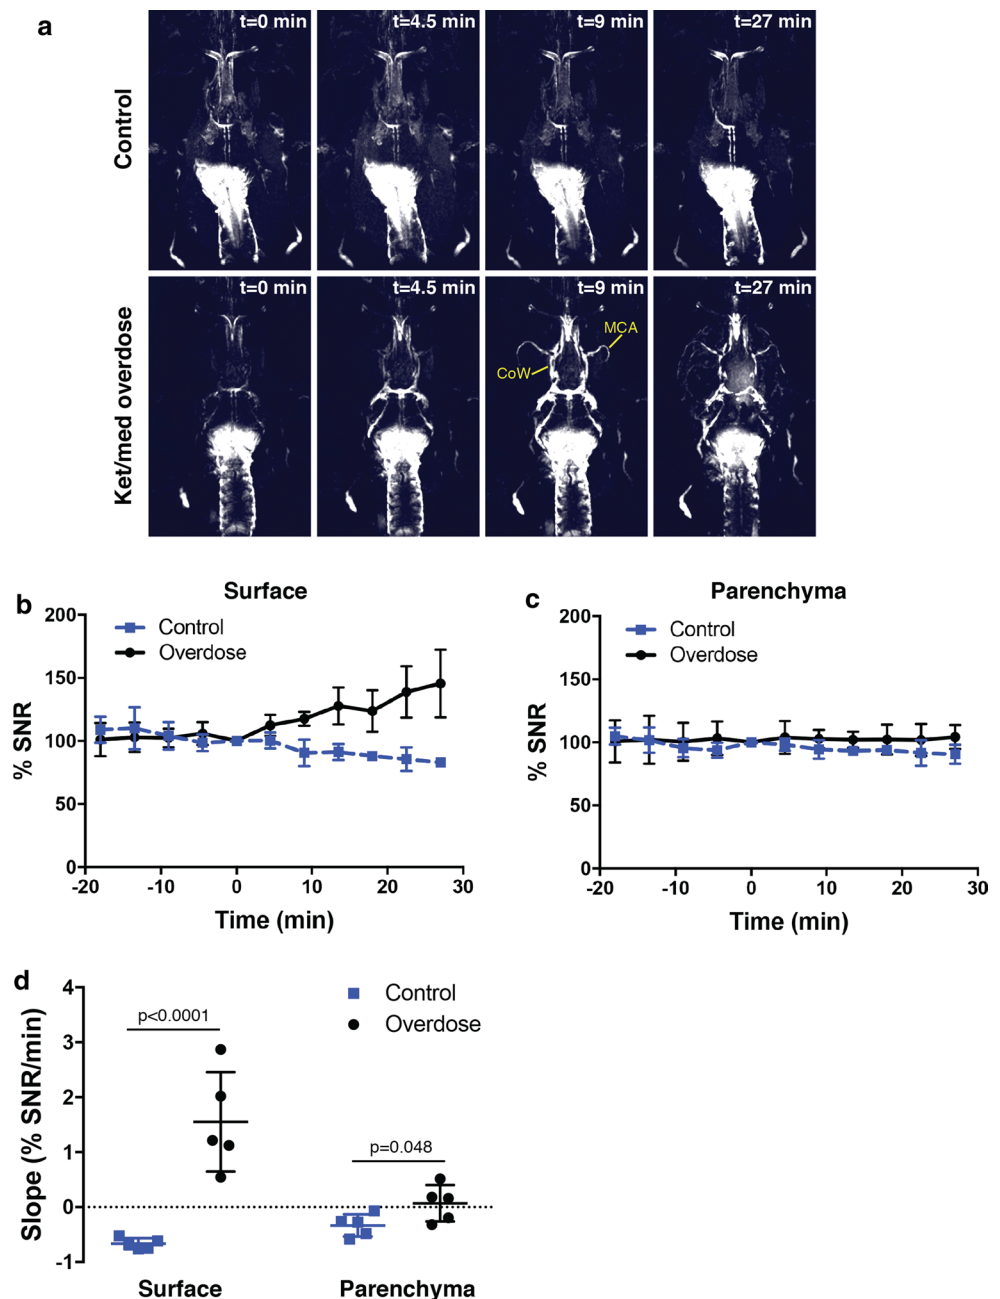 a
Control
t=0 min
t=4.5 min
t=9 min
t=27 min
Ket/med overdose
t=0 min
t=4.5 min
t=9 min
t=27 min
MCA
CoW
b
Surface
Control
Overdose
% SNR
200
150
100
50
0
-20
-10
0
10
20
30
Time (min)
c
Parenchyma
Control
Overdose
% SNR
200
150
100
50
0
-20
-10
0
10
20
30
Time (min)
d
Control
Overdose
Slope (% SNR/min)
4
3
2
1
0
-1
p<0.0001
p=0.048
Surface
Parenchyma